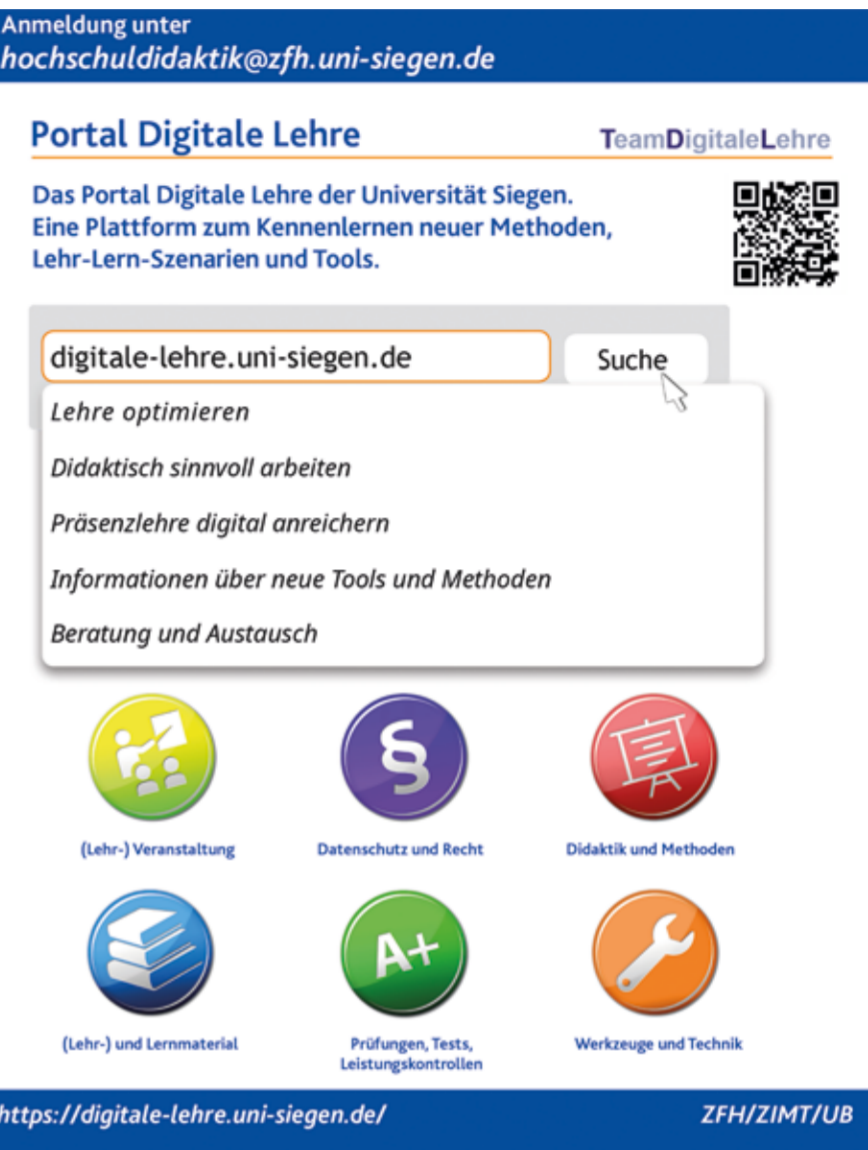 Anmeldung unter
hochschuldidaktik@zfh.uni-siegen.de
Portal Digitale Lehre
TeamDigitaleLehre
Das Portal Digitale Lehre der Universität Siegen.
Eine Plattform zum Kennenlernen neuer Methoden,
Lehr-Lern-Szenarien und Tools.
digitale-lehre.uni-siegen.de
Suche
Lehre optimieren
Didaktisch sinnvoll arbeiten
Präsenzlehre digital anreichern
Informationen über neue Tools und Methoden
Beratung und Austausch
§
(Lehr-) Veranstaltung
Datenschutz und Recht
Didaktik und Methoden
A+
(Lehr-) und Lernmaterial
Prüfungen, Tests,
Leistungskontrollen
Werkzeuge und Technik
https://digitale-lehre.uni-siegen.de/
ZFH/ZIMT/UB